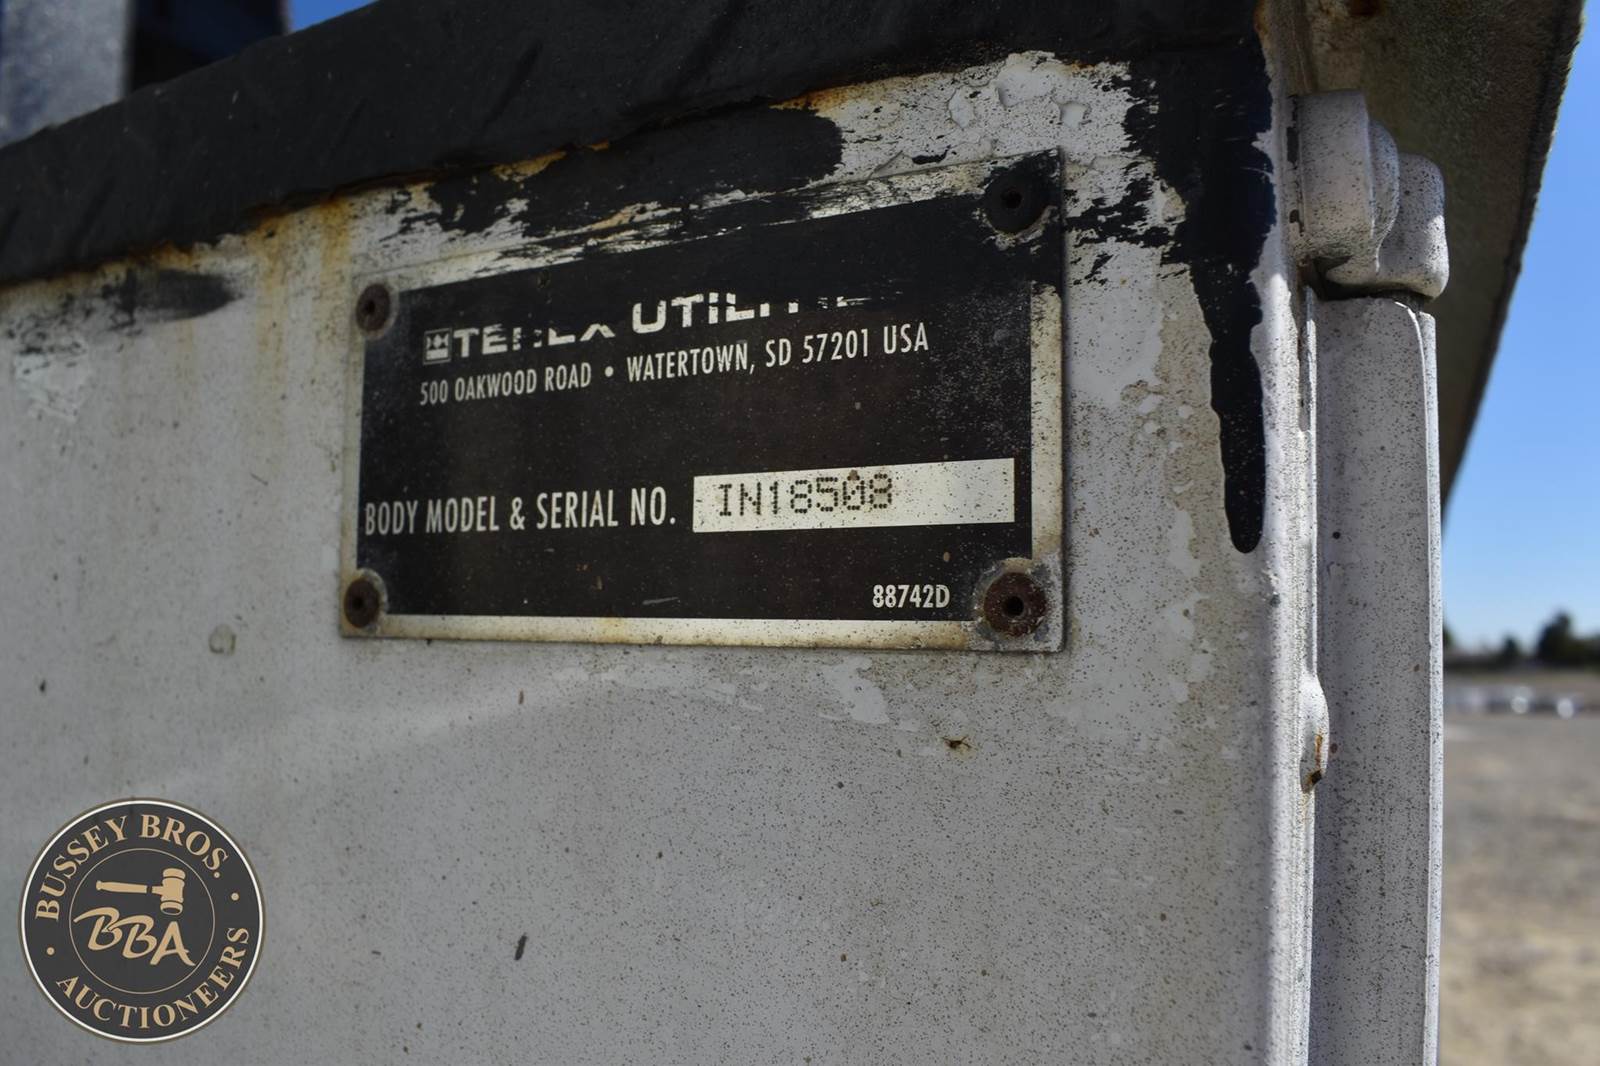 500 OAKWOOD ROAD • WATERTOWN, SD 57201 USA
BODY MODEL & SERIAL NO. IN18508
88742D
BUSSEY BROS.
BBA
AUCTIONEERS